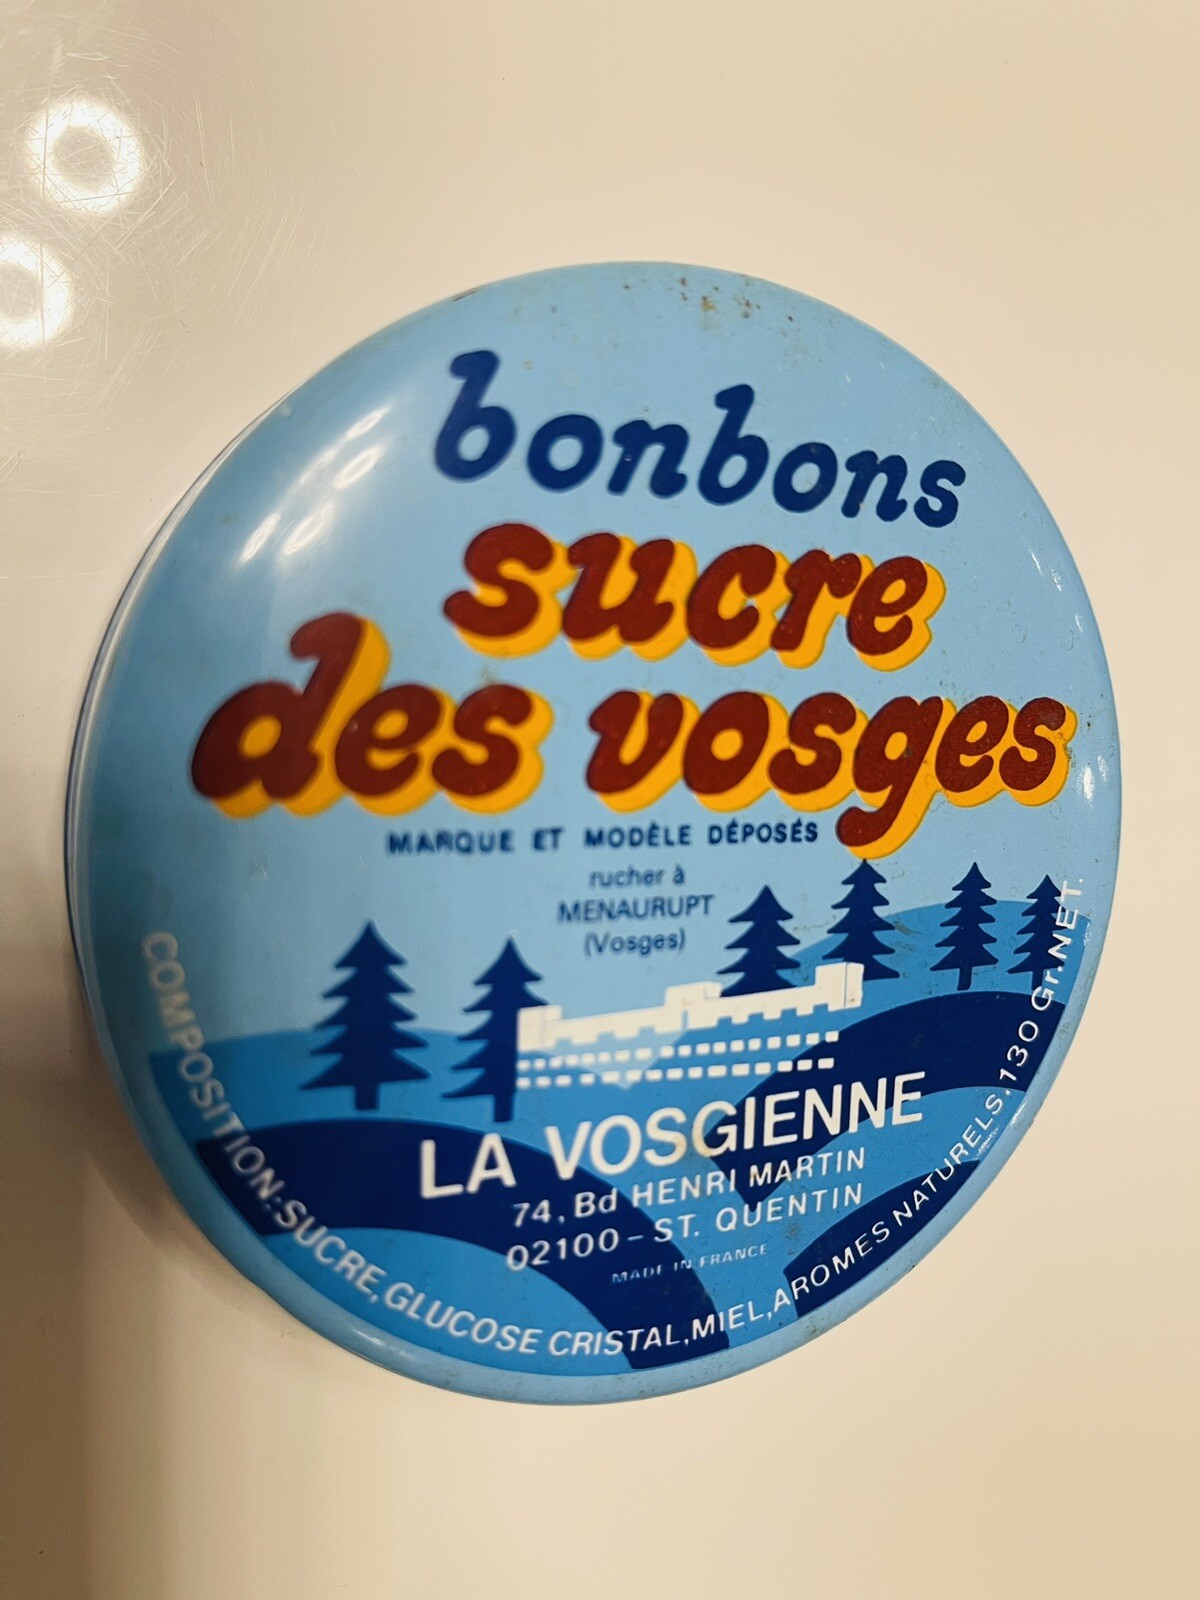 bonbons
sucre
des vosges
MARQUE ET MODÈLE DÉPOSÉS
rucher à
MENAURUPT
(Vosges)
LA VOSGIENNE
74, Bd HENRI MARTIN
02100 – ST. QUENTIN
MADE IN FRANCE
COMPOSITION: SUCRE, GLUCOSE CRISTAL, MIEL, AROMES NATURELS. 130 Gr. NET.